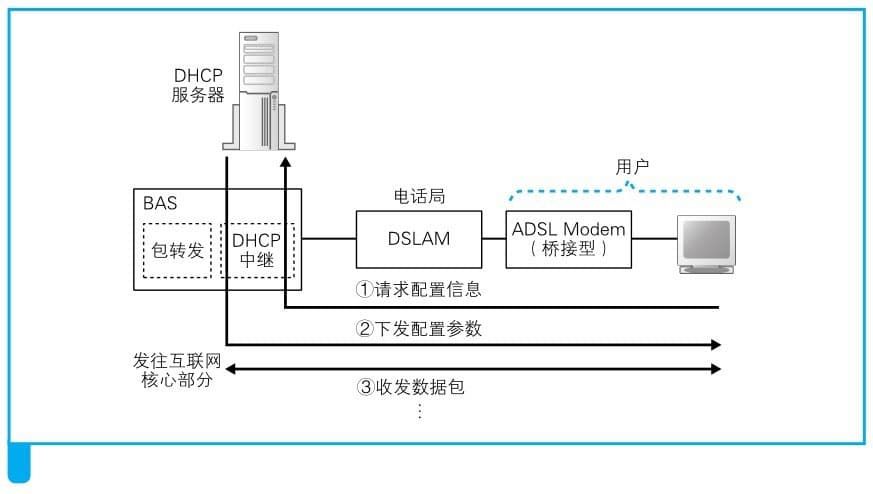 DHCP
服务器
用户
电话局
BAS
包转发
DHCP
中继
DSLAM
ADSL Modem
（桥接型）
①请求配置信息
②下发配置参数
发往互联网
核心部分
③收发数据包
⋮